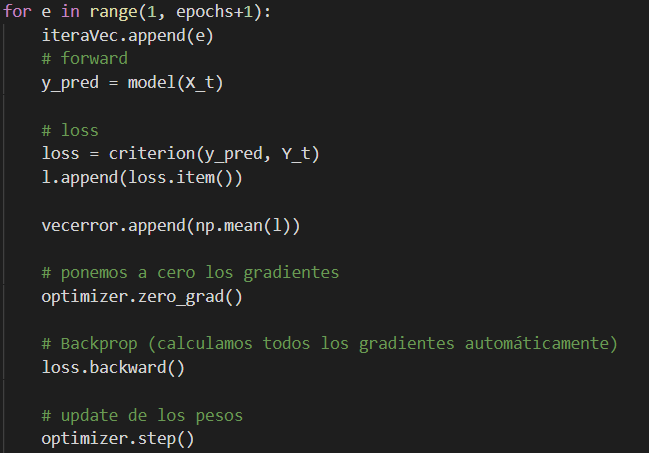 for e in range(1, epochs+1):
    iteraVec.append(e)
    # forward
    y_pred = model(X_t)

    # loss
    loss = criterion(y_pred, Y_t)
    l.append(loss.item())

    vecerror.append(np.mean(l))

    # ponemos a cero los gradientes
    optimizer.zero_grad()

    # Backprop (calculamos todos los gradientes automáticamente)
    loss.backward()

    # update de los pesos
    optimizer.step()